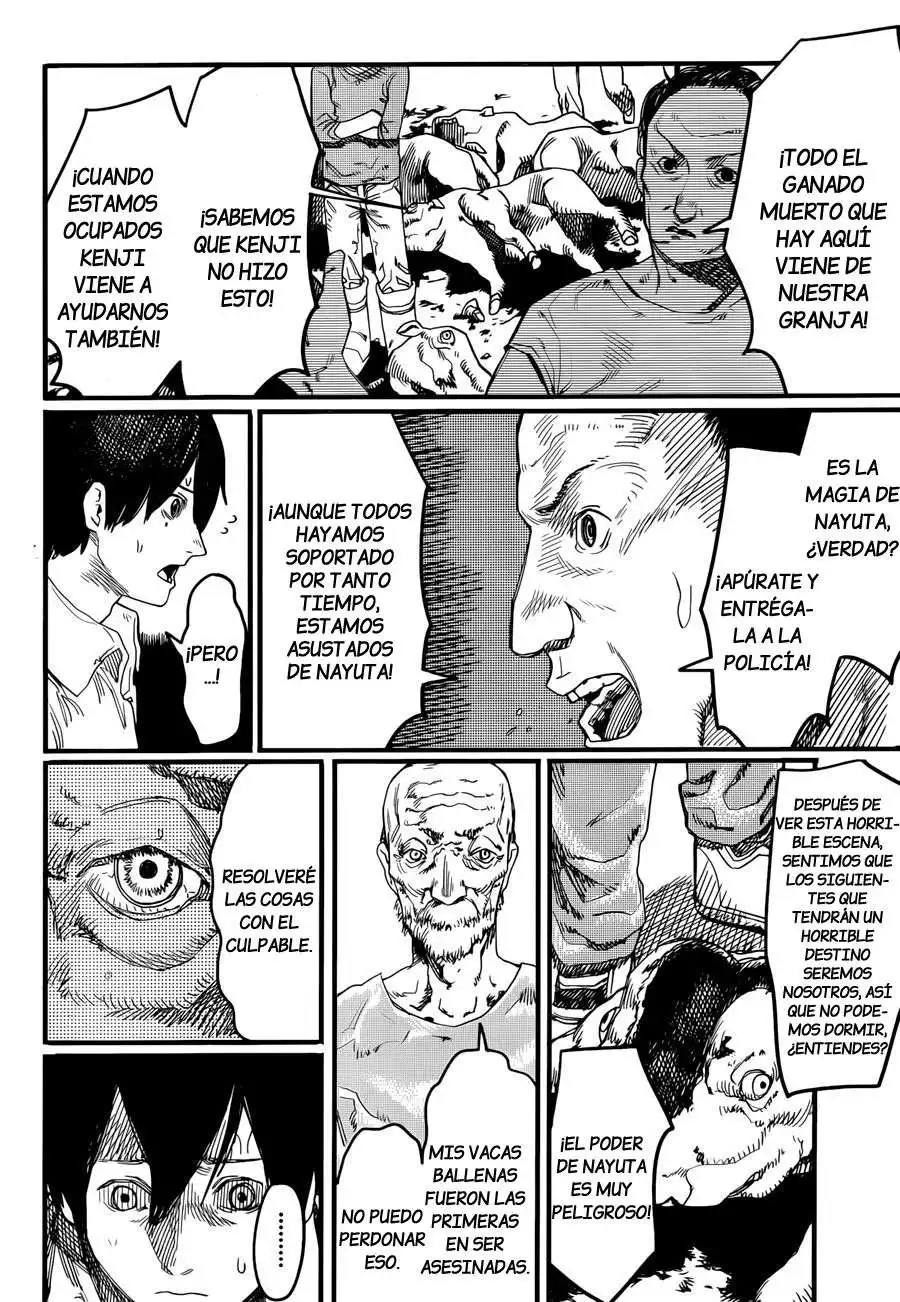 ¡TODO EL
GANADO
MUERTO QUE
HAY AQUÍ
VIENE DE
NUESTRA
GRANJA!
¡SABEMOS
QUE KENJI
NO HIZO
ESTO!
¡CUANDO
ESTAMOS
OCUPADOS
KENJI
VIENE A
AYUDARNOS
TAMBIÉN!
ES LA
MAGIA DE
NAYUTA,
¿VERDAD?
¡APÚRATE Y
ENTRÉGA-
LA A LA
POLICÍA!
¡AUNQUE TODOS
HAYAMOS
SOPORTADO
POR TANTO
TIEMPO,
ESTAMOS
ASUSTADOS
DE NAYUTA!
¡PERO
...!
DESPUÉS DE
VER ESTA HORRI-
BLE ESCENA,
SENTIMOS QUE
LOS SIGUIEN-
TES QUE
TENDRÁN UN
HORRIBLE
DESTINO
SEREMOS
NOSOTROS, ASÍ
QUE NO PODE-
MOS DORMIR,
¿ENTIENDES?
¡EL PODER
DE NAYUTA
ES MUY
PELIGROSO!
MIS VACAS
BALLENAS
FUERON LAS
PRIMERAS
EN SER
ASESINADAS.
NO PUEDO
PERDONAR
ESO.
RESOLVERÉ
LAS COSAS
CON EL
CULPABLE.
........